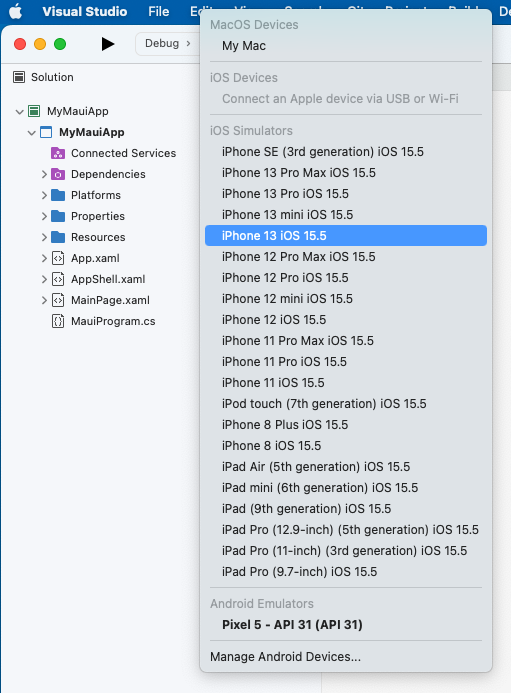 Visual Studio File
Debug
Solution
MyMauiApp
MyMauiApp
Connected Services
Dependencies
Platforms
Properties
Resources
App.xaml
AppShell.xaml
MainPage.xaml
MauiProgram.cs
MacOS Devices
My Mac
iOS Devices
Connect an Apple device via USB or Wi-Fi
iOS Simulators
iPhone SE (3rd generation) iOS 15.5
iPhone 13 Pro Max iOS 15.5
iPhone 13 Pro iOS 15.5
iPhone 13 mini iOS 15.5
iPhone 13 iOS 15.5
iPhone 12 Pro Max iOS 15.5
iPhone 12 Pro iOS 15.5
iPhone 12 mini iOS 15.5
iPhone 12 iOS 15.5
iPhone 11 Pro Max iOS 15.5
iPhone 11 Pro iOS 15.5
iPhone 11 iOS 15.5
iPod touch (7th generation) iOS 15.5
iPhone 8 Plus iOS 15.5
iPhone 8 iOS 15.5
iPad Air (5th generation) iOS 15.5
iPad mini (6th generation) iOS 15.5
iPad (9th generation) iOS 15.5
iPad Pro (12.9-inch) (5th generation) iOS 15.5
iPad Pro (11-inch) (3rd generation) iOS 15.5
iPad Pro (9.7-inch) iOS 15.5
Android Emulators
Pixel 5 - API 31 (API 31)
Manage Android Devices...